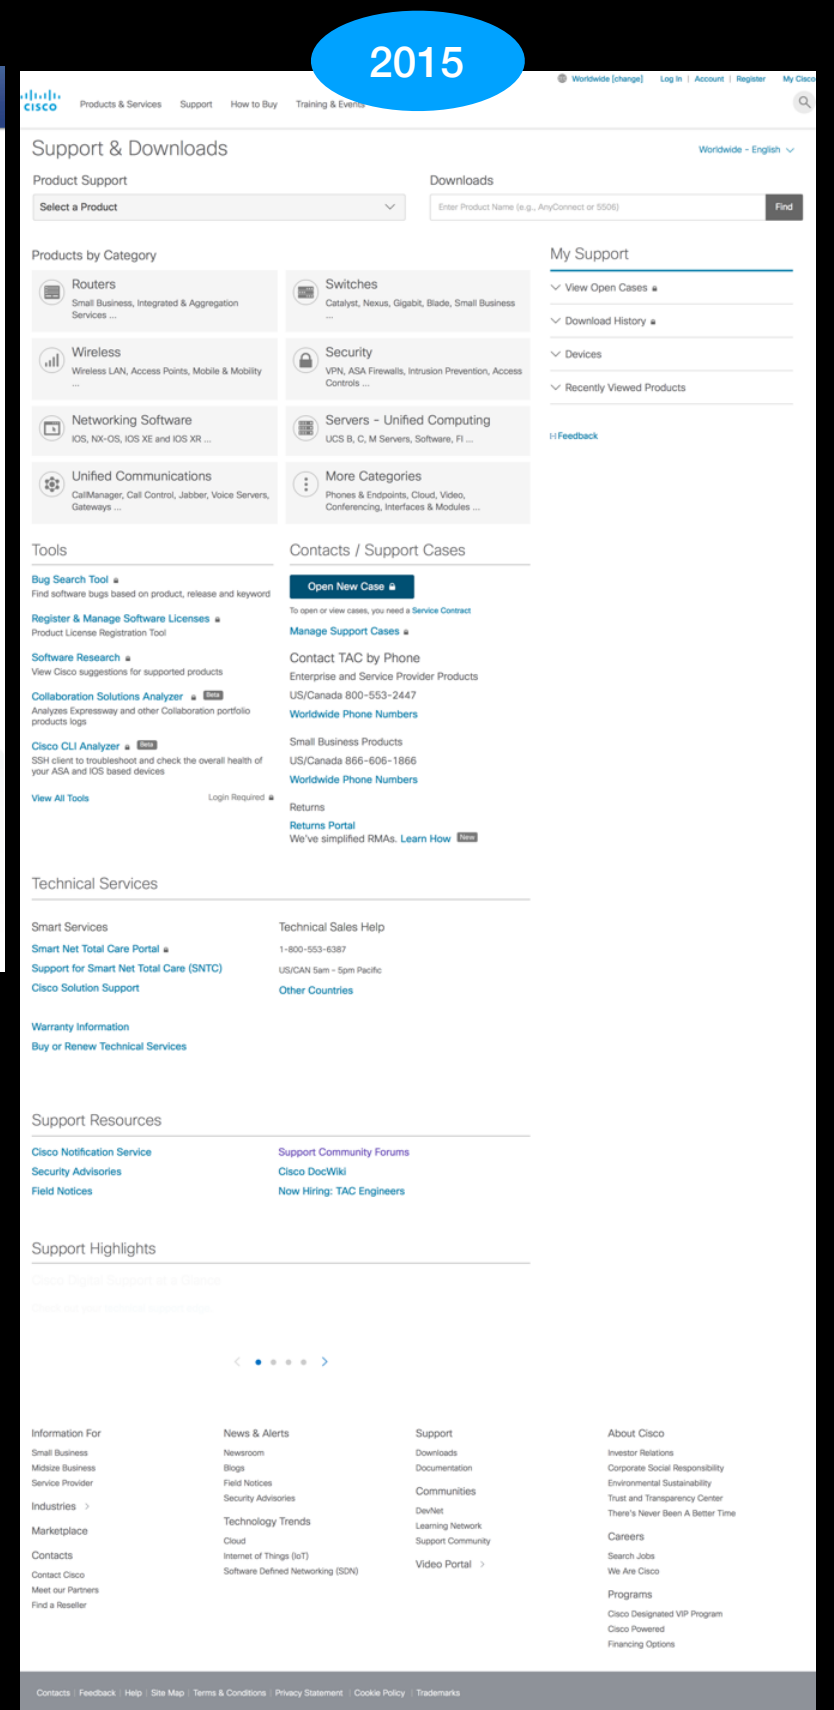 2015
Worldwide [change] Log In | Account | Register My Cisco
CISCO
Products & Services Support How to Buy Training & Events
Support & Downloads
Worldwide - English
Product Support
Select a Product
Downloads
Enter Product Name (e.g., AnyConnect or 5506)
Find
Products by Category
Routers
Small Business, Integrated & Aggregation
Services ...
Switches
Catalyst, Nexus, Gigabit, Blade, Small Business
...
Wireless
Wireless LAN, Access Points, Mobile & Mobility
...
Security
VPN, ASA Firewalls, Intrusion Prevention, Access
Controls ...
Networking Software
IOS, NX-OS, IOS XE and IOS XR ...
Servers - Unified Computing
UCS B, C, M Servers, Software, FI ...
Unified Communications
CallManager, Call Control, Jabber, Voice Servers,
Gateways ...
More Categories
Phones & Endpoints, Cloud, Video,
Conferencing, Interfaces & Modules ...
My Support
View Open Cases
Download History
Devices
Recently Viewed Products
[-] Feedback
Tools
Bug Search Tool
Find software bugs based on product, release and keyword
Register & Manage Software Licenses
Product License Registration Tool
Software Research
View Cisco suggestions for supported products
Collaboration Solutions Analyzer Beta
Analyzes Expressway and other Collaboration portfolio
products logs
Cisco CLI Analyzer Beta
SSH client to troubleshoot and check the overall health of
your ASA and IOS based devices
View All Tools Login Required
Contacts / Support Cases
Open New Case
To open or view cases, you need a Service Contract
Manage Support Cases
Contact TAC by Phone
Enterprise and Service Provider Products
US/Canada 800-553-2447
Worldwide Phone Numbers
Small Business Products
US/Canada 866-606-1866
Worldwide Phone Numbers
Returns
Returns Portal
We've simplified RMAs. Learn How New
Technical Services
Smart Services
Smart Net Total Care Portal
Support for Smart Net Total Care (SNTC)
Cisco Solution Support
Warranty Information
Buy or Renew Technical Services
Technical Sales Help
1-800-553-6387
US/CAN 5am - 5pm Pacific
Other Countries
Support Resources
Cisco Notification Service
Security Advisories
Field Notices
Support Community Forums
Cisco DocWiki
Now Hiring: TAC Engineers
Support Highlights
Information For
Small Business
Midsize Business
Service Provider
Industries
Marketplace
Contacts
Contact Cisco
Meet our Partners
Find a Reseller
News & Alerts
Newsroom
Blogs
Field Notices
Security Advisories
Technology Trends
Cloud
Internet of Things (IoT)
Software Defined Networking (SDN)
Support
Downloads
Documentation
Communities
DevNet
Learning Network
Support Community
Video Portal
About Cisco
Investor Relations
Corporate Social Responsibility
Environmental Sustainability
Trust and Transparency Center
There's Never Been A Better Time
Careers
Search Jobs
We Are Cisco
Programs
Cisco Designated VIP Program
Cisco Powered
Financing Options
Contacts | Feedback | Help | Site Map | Terms & Conditions | Privacy Statement | Cookie Policy | Trademarks